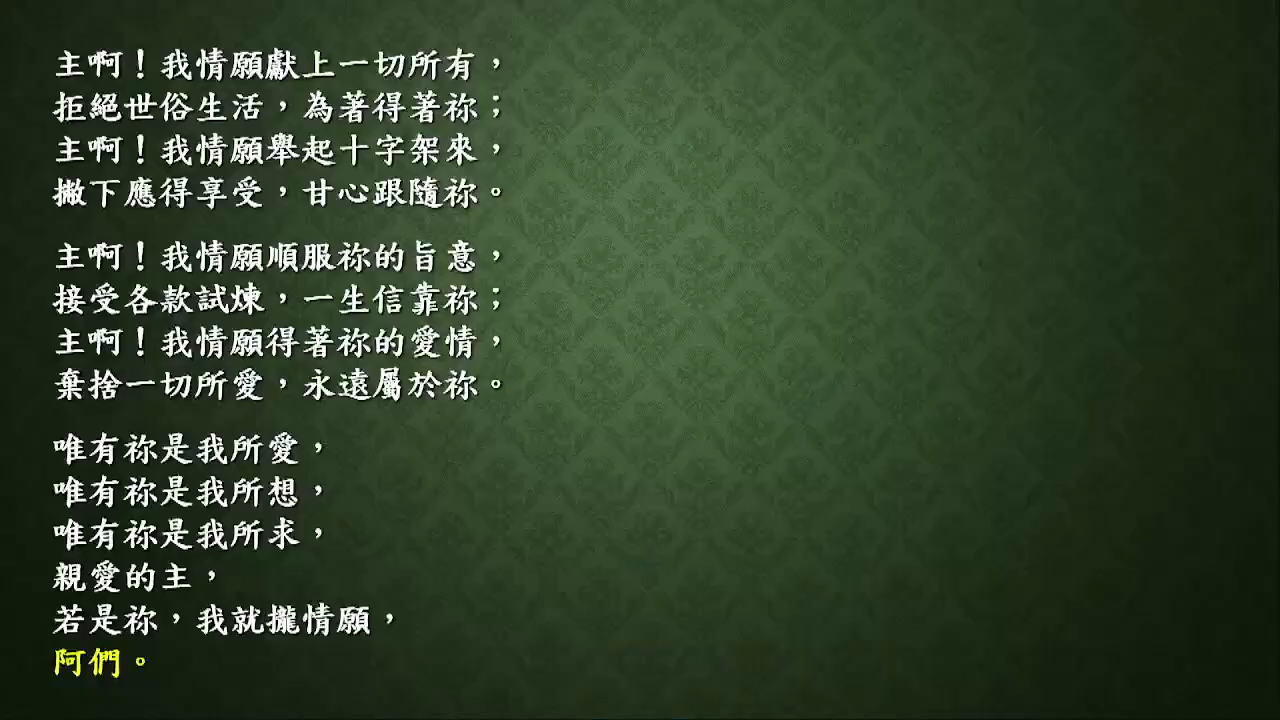 主啊！我情願獻上一切所有，
拒絕世俗生活，為著得著祢；
主啊！我情願舉起十字架來，
撇下應得享受，甘心跟隨祢。
主啊！我情願順服祢的旨意，
接受各款試煉，一生信靠祢；
主啊！我情願得著祢的愛情，
棄捨一切所愛，永遠屬於祢。
唯有祢是我所愛，
唯有祢是我所想，
唯有祢是我所求，
親愛的主，
若是祢，我就攏情願，
阿們。